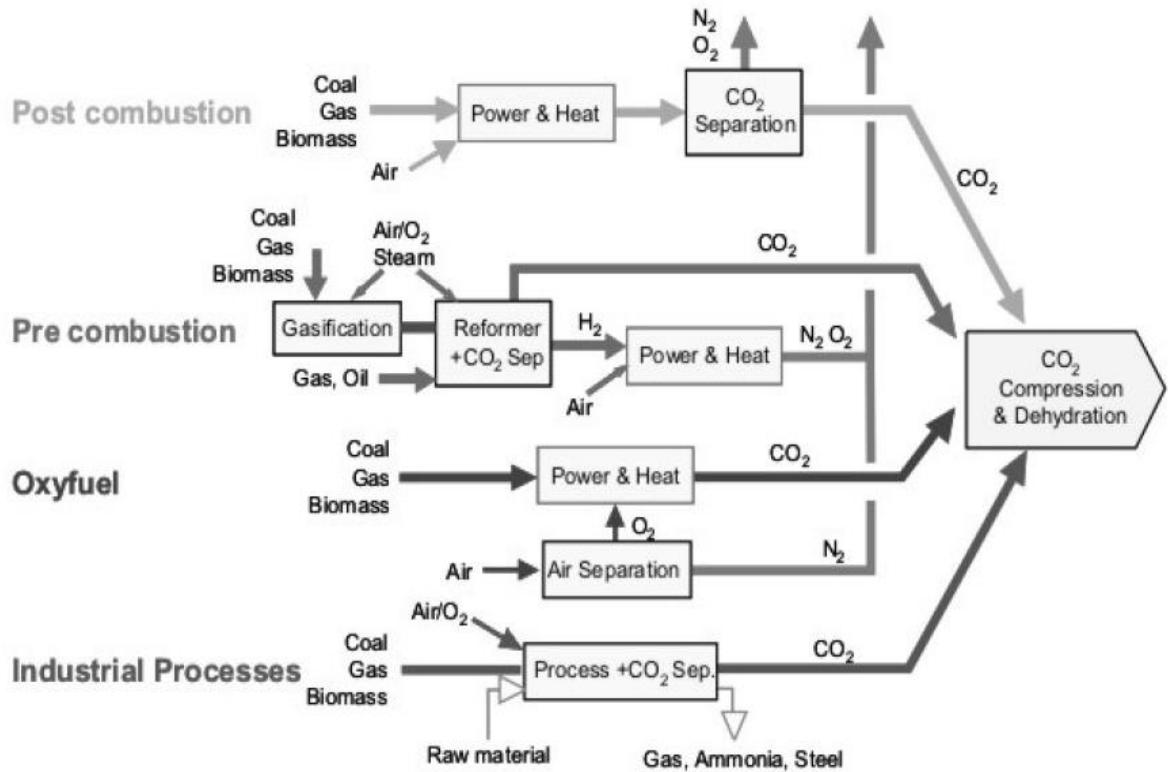 N₂
O₂
Coal
Gas
Biomass
Post combustion
Power & Heat
CO₂
Separation
Air
CO₂
Coal
Gas
Biomass
Air/O₂
Steam
CO₂
Pre combustion
Gasification
Reformer
+CO₂ Sep
H₂
Power & Heat
N₂ O₂
Gas, Oil
Air
CO₂
Compression
& Dehydration
Coal
Gas
Biomass
Oxyfuel
Power & Heat
CO₂
O₂
Air
Air Separation
N₂
Air/O₂
Coal
Gas
Biomass
Industrial Processes
Process +CO₂ Sep.
CO₂
Raw material
Gas, Ammonia, Steel